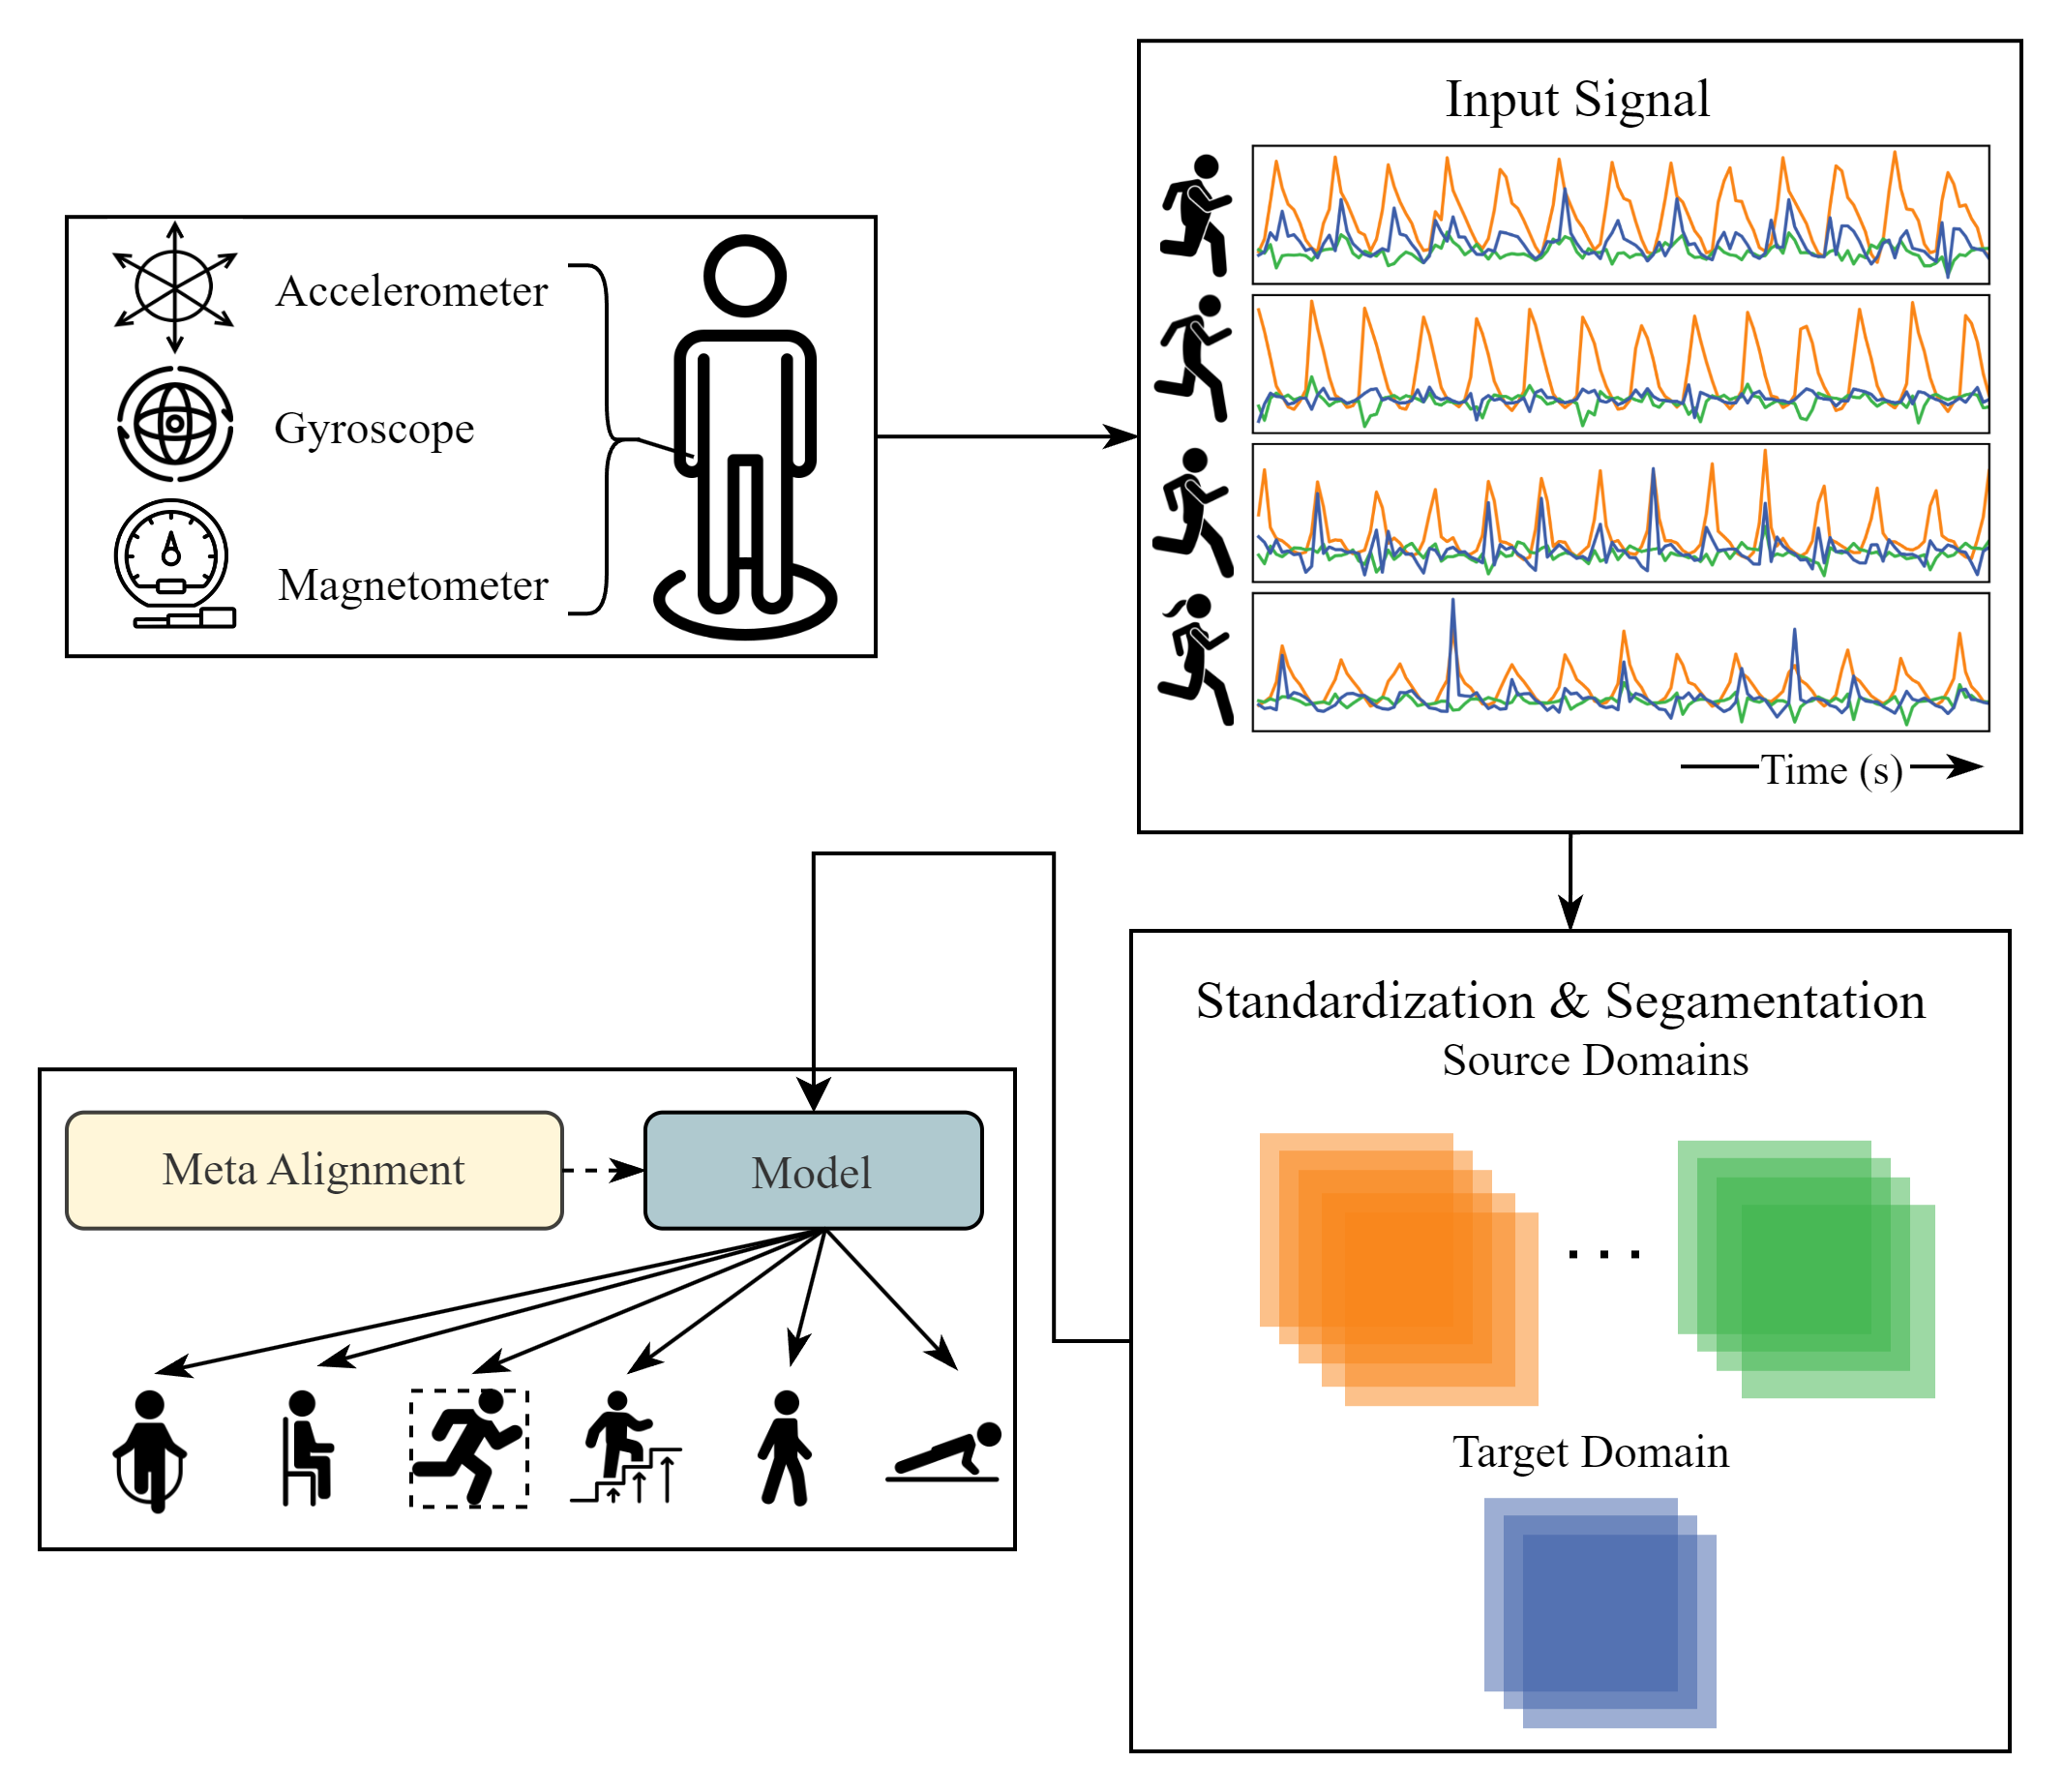 Accelerometer
Gyroscope
Magnetometer
Input Signal
Time (s)
Standardization & Segamentation
Source Domains
. . .
Target Domain
Meta Alignment
Model